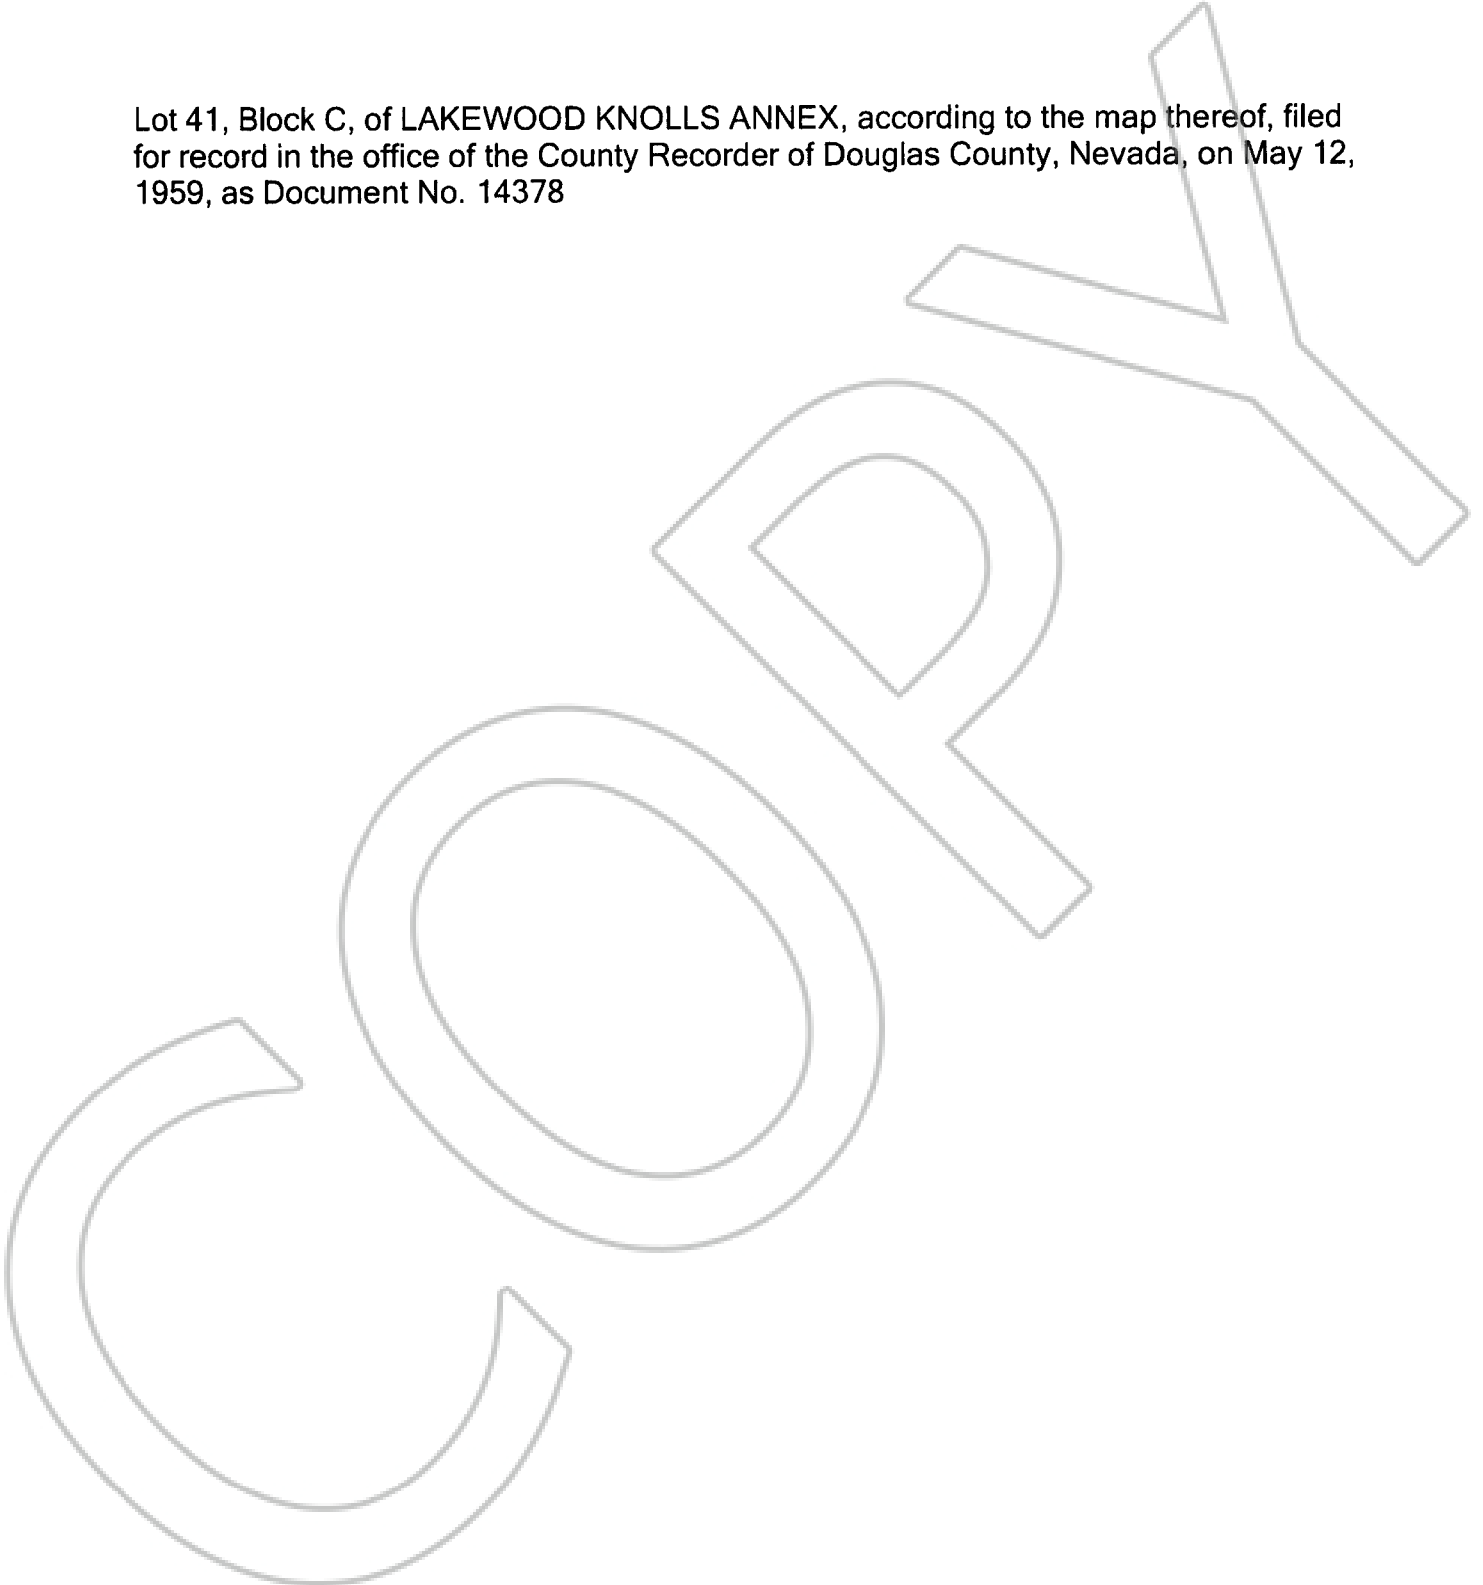 Lot 41, Block C, of LAKEWOOD KNOLLS ANNEX, according to the map thereof, filed
for record in the office of the County Recorder of Douglas County, Nevada, on May 12,
1959, as Document No. 14378
COPY